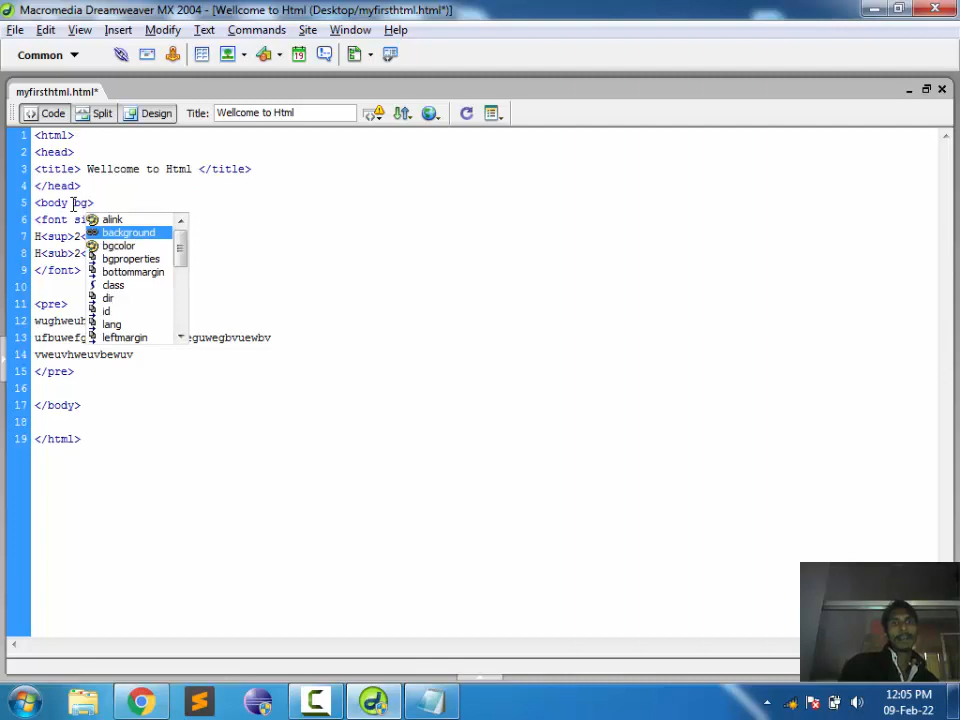 Macromedia Dreamweaver MX 2004 - [Wellcome to Html (Desktop/myfirsthtml.html*)]
File Edit View Insert Modify Text Commands Site Window Help
Common
myfirsthtml.html*
Code Split Design Title: Wellcome to Html
1 <html>
2 <head>
3 <title> Wellcome to Html </title>
4 </head>
5 <body bg>
6 <font si
7 H<sup>2<
8 H<sub>2<
9 </font>
10
11 <pre>
12 wughweuh
13 ufbuwefg eguwegbvuewbv
14 vweuvhweuvbewuv
15 </pre>
16
17 </body>
18
19 </html>
alink
background
bgcolor
bgproperties
bottommargin
class
dir
id
lang
leftmargin
12:05 PM
09-Feb-22